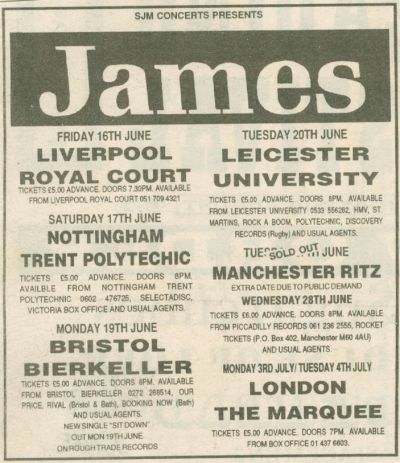 SJM CONCERTS PRESENTS
James
FRIDAY 16TH JUNE
LIVERPOOL
ROYAL COURT
TICKETS £5.00 ADVANCE. DOORS 7.30PM. AVAILABLE
FROM LIVERPOOL ROYAL COURT 051 709 4321
SATURDAY 17TH JUNE
NOTTINGHAM
TRENT POLYTECHIC
TICKETS £5.00 ADVANCE. DOORS 8PM.
AVAILBLE FROM NOTTINGHAM TRENT
POLYTECHNIC 0602 476725, SELECTADISC,
VICTORIA BOX OFFICE AND USUAL AGENTS.
MONDAY 19TH JUNE
BRISTOL
BIERKELLER
TICKETS £5.00 ADVANCE. DOORS 8PM. AVAILABLE
FROM BRISTOL BIERKELLER 0272 268514, OUR
PRICE, RIVAL (Bristol & Bath), BOOKING NOW (Bath)
AND USUAL AGENTS.
NEW SINGLE "SIT DOWN"
OUT MON 19TH JUNE
ON ROUGH TRADE RECORDS
TUESDAY 20TH JUNE
LEICESTER
UNIVERSITY
TICKETS £5.00 ADVANCE. DOORS 8PM. AVAILABLE
FROM LEICESTER UNIVERSITY 0533 556282, HMV, ST.
MARTINS, ROCK A BOOM, POLYTECHNIC, DISCOVERY
RECORDS (Rugby) AND USUAL AGENTS.
SOLD OUT
JUNE
MANCHESTER RITZ
EXTRA DATE DUE TO PUBLIC DEMAND
WEDNESDAY 28TH JUNE
TICKETS £6.00 ADVANCE. DOORS 8PM. AVAILABLE
FROM PICCADILLY RECORDS 061 236 2555, ROCKET
TICKETS (P.O. Box 402, Manchester M60 4AU)
AND USUAL AGENTS.
MONDAY 3RD JULY/ TUESDAY 4TH JULY
LONDON
THE MARQUEE
TICKETS £5.00 ADVANCE. DOORS 7PM. AVAILABLE
FROM BOX OFFICE 01 437 6603.